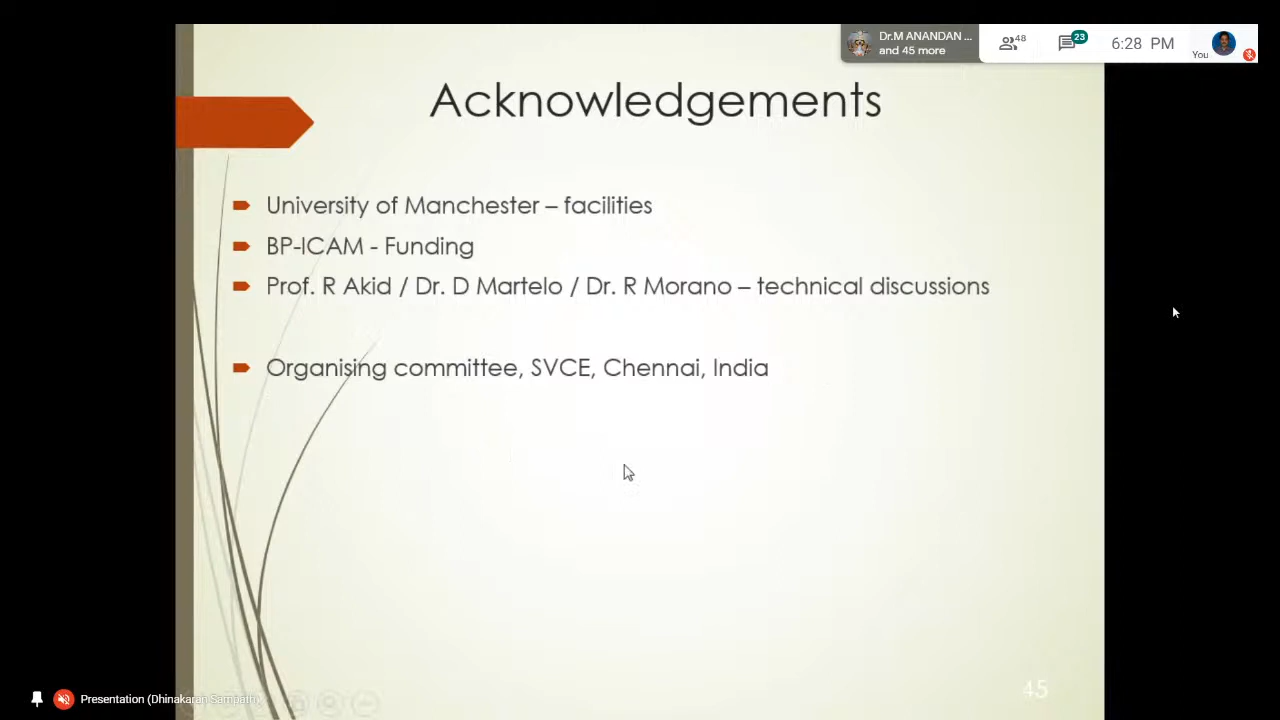 Dr.M ANANDAN ...
and 45 more
48
23
6:28 PM
You
Acknowledgements
University of Manchester – facilities
BP-ICAM - Funding
Prof. R Akid / Dr. D Martelo / Dr. R Morano – technical discussions
Organising committee, SVCE, Chennai, India
45
Presentation (Dhinakaran Sampath)